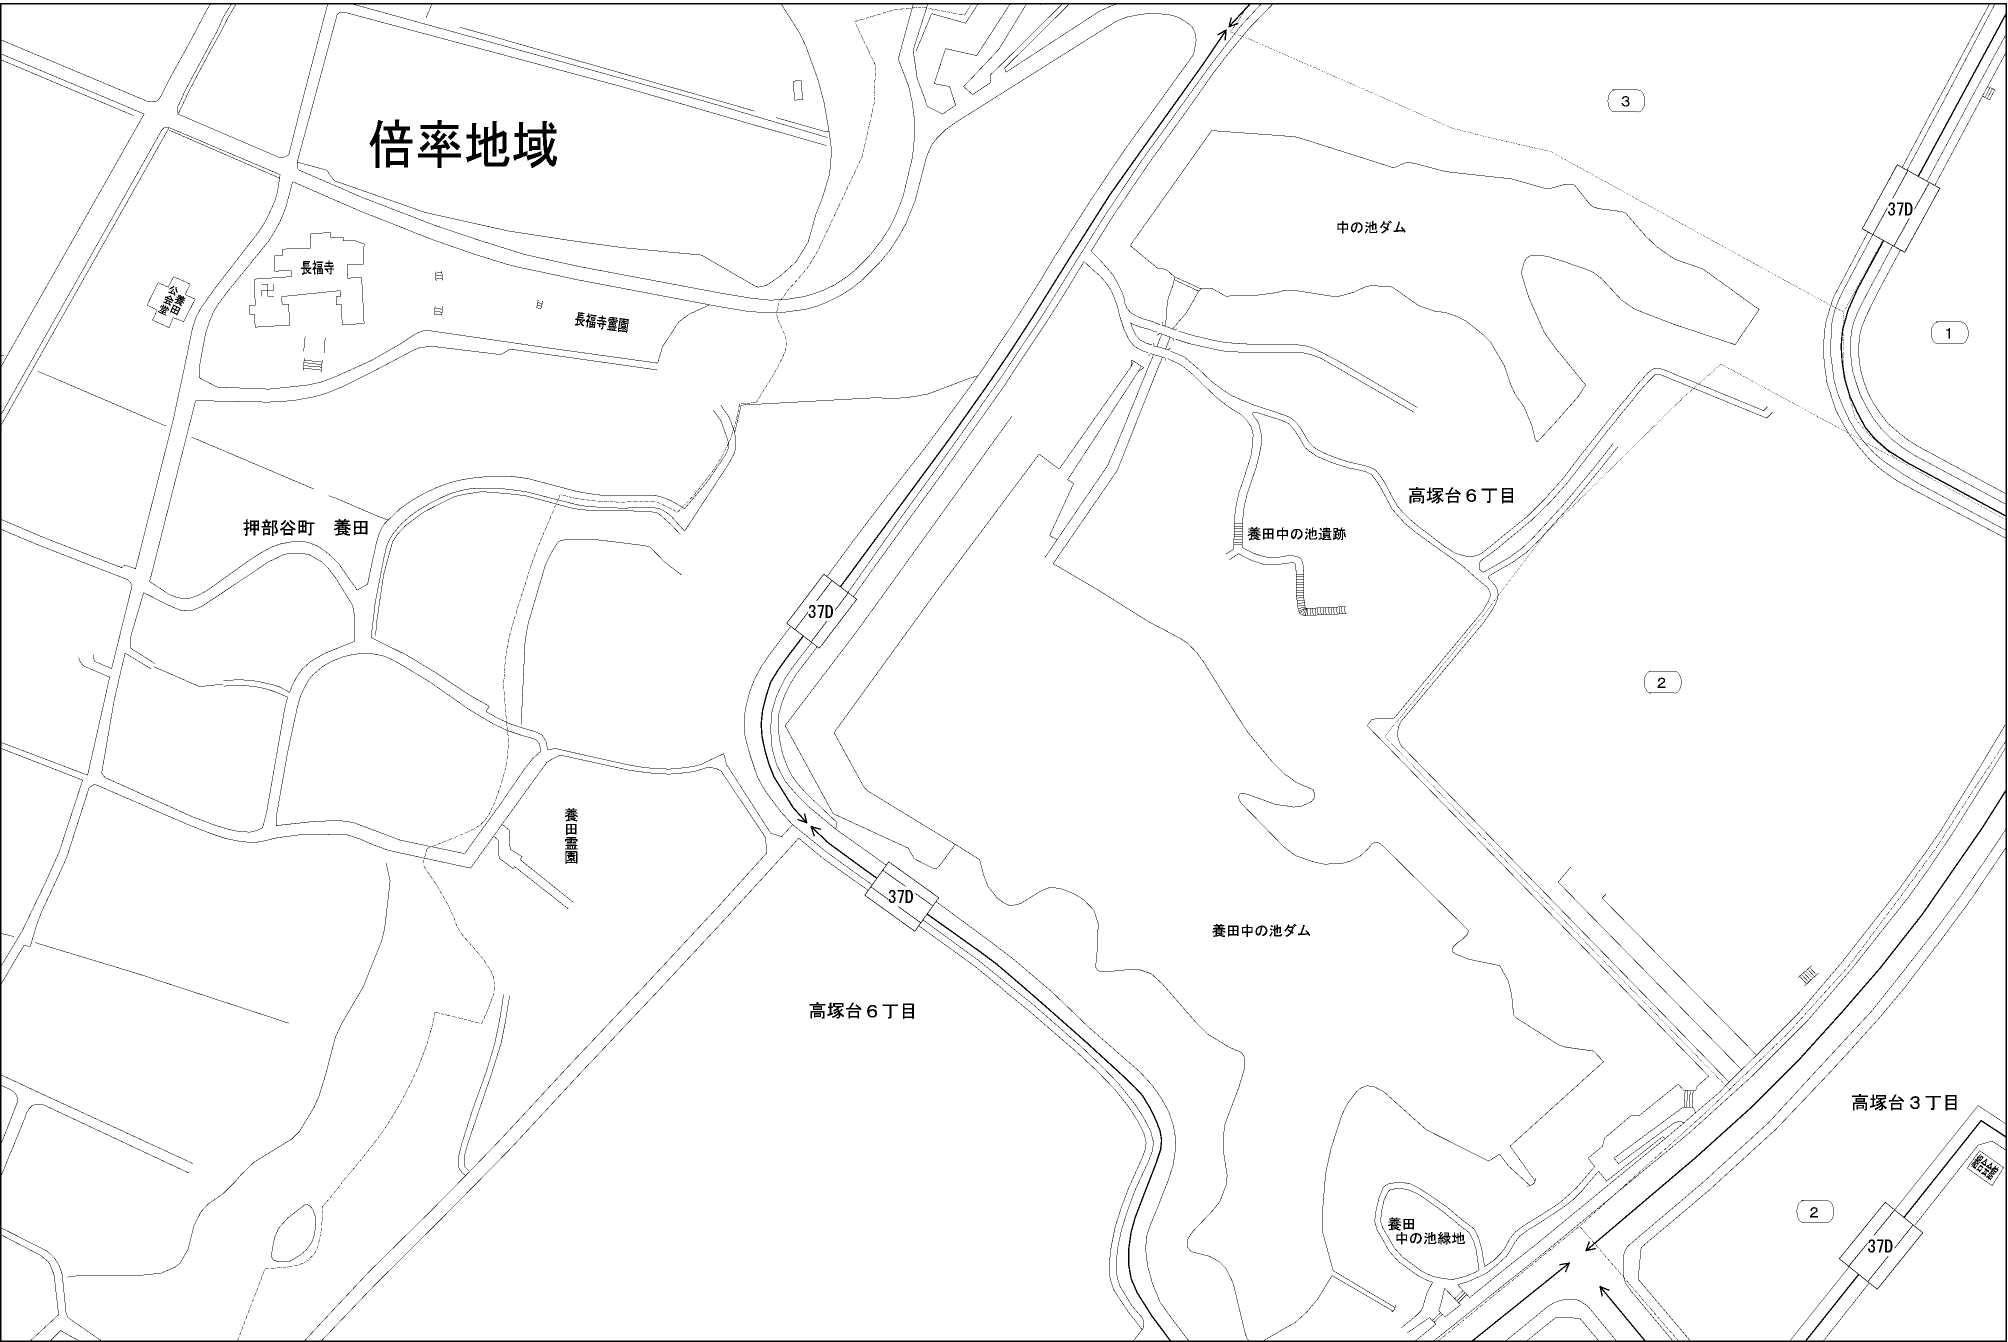 3
倍率地域
37D
中の池ダム
長福寺
養田
公会堂
長福寺霊園
1
高塚台6丁目
押部谷町 養田
養田中の池遺跡
37D
2
養田霊園
37D
養田中の池ダム
高塚台6丁目
高塚台3丁目
2
養田
中の池緑地
37D